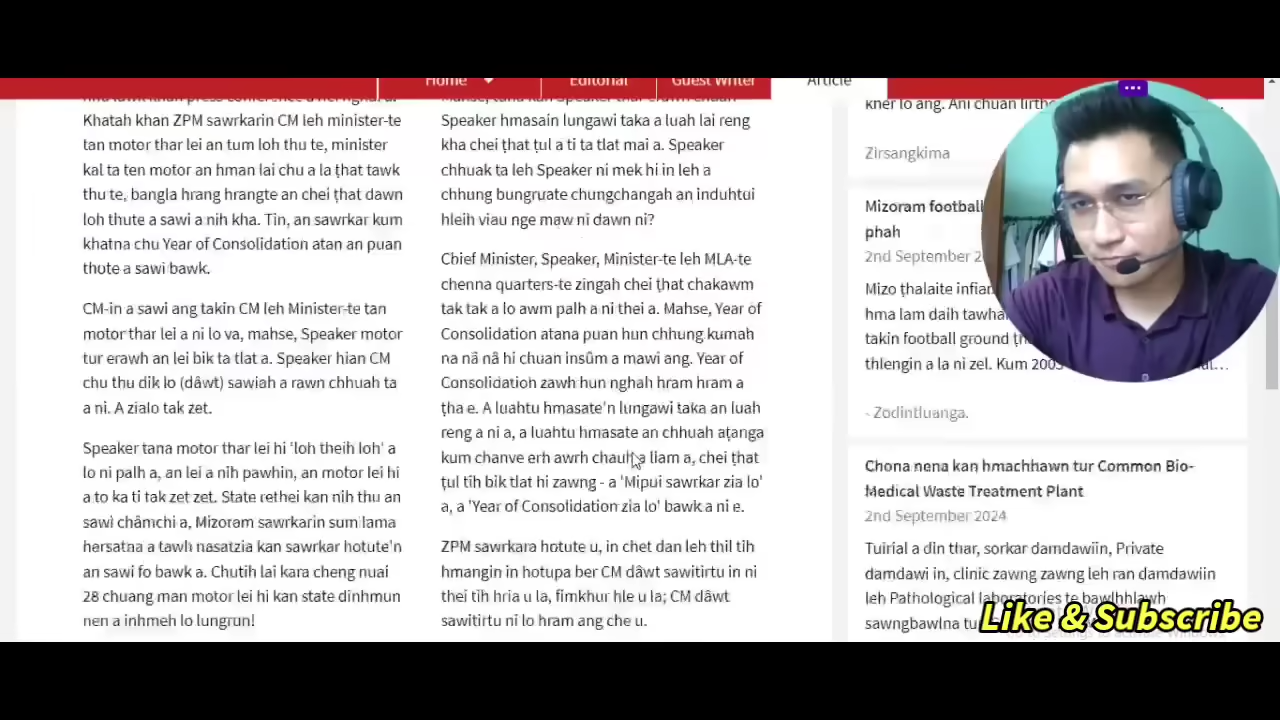 Home
Editorial
Guest Writer
Article
Khatah khan ZPM sawrkarin CM leh minister-te
tan motor thar lei an tum loh thu te, minister
kal ta ten motor an hman lai chu a la ṭhat tawk
thu te, bangla hrang hrangte an chei ṭhat dawn
loh thute a sawi a nih kha. Tin, an sawrkar kum
khatna chu Year of Consolidation atan an puan
thote a sawi bawk.
CM-in a sawi ang takin CM leh Minister-te tan
motor thar lei a ni lo va, mahse, Speaker motor
tur erawh an lei bik ta tlat a. Speaker hian CM
chu thu dik lo (dâwt) sawiah a rawn chhuah ta
a ni. A zialo tak zet.
Speaker tana motor thar lei hi 'loh theih loh' a
lo ni palh a, an lei a nih pawhin, an motor lei hi
a to ka ti tak zet zet. State rethei kan nih thu an
sawi châmchi a, Mizoram sawrkarin sum lama
harsatna a tawh nasatzia kan sawrkar hotute'n
an sawi fo bawk a. Chutih lai kara cheng nuai
28 chuang man motor lei hi kan state dinhmun
nen a inhmeh lo lungrun!
Speaker hmasain lungawi taka a luah lai reng
kha chei ṭhat ṭul a ti ta tlat mai a. Speaker
chhuak ta leh Speaker ni mek hi in leh a
chhung bungruate chungchangah an induhtui
hleih viau nge maw ni dawn ni?
Chief Minister, Speaker, Minister-te leh MLA-te
chenna quarters-te zingah chei ṭhat chakawm
tak tak a lo awm palh a ni thei a. Mahse, Year of
Consolidation atana puan hun chhung kumah
na nâ nâ hi chuan insûm a mawi ang. Year of
Consolidation zawh hun nghah hram hram a
ṭha e. A luahtu hmasate'n lungawi taka an luah
reng a ni a, a luahtu hmasate an chhuah aṭanga
kum chanve erh awrh chauh a liam a, chei ṭhat
ṭul tih bik tlat hi zawng - a 'Mipui sawrkar zia lo'
a, a 'Year of Consolidation zia lo' bawk a ni e.
ZPM sawrkara hotute u, in chet dan leh thil tih
hmangin in hotupa ber CM dâwt sawitirtu in ni
thei tih hria u la, fimkhur hle u la; CM dâwt
sawitirtu ni lo hram ang che u.
kher lo ang. Ani chuan
Zirsangkima
Mizoram football
phah
2nd September
Mizo ṭhalaite
hma lam daih
takin football ground
thlengin a la ni zel. Kum
- Zodintluanga.
Chona nena kan hmachhawn tur Common Bio-
Medical Waste Treatment Plant
2nd September 2024
Tuirial a din thar, sorkar damdawiin, Private
damdawi in, clinic zawng zawng leh ran damdawiin
leh Pathological laboratories te bawlhhlawh
sawngbawlna
Like & Subscribe